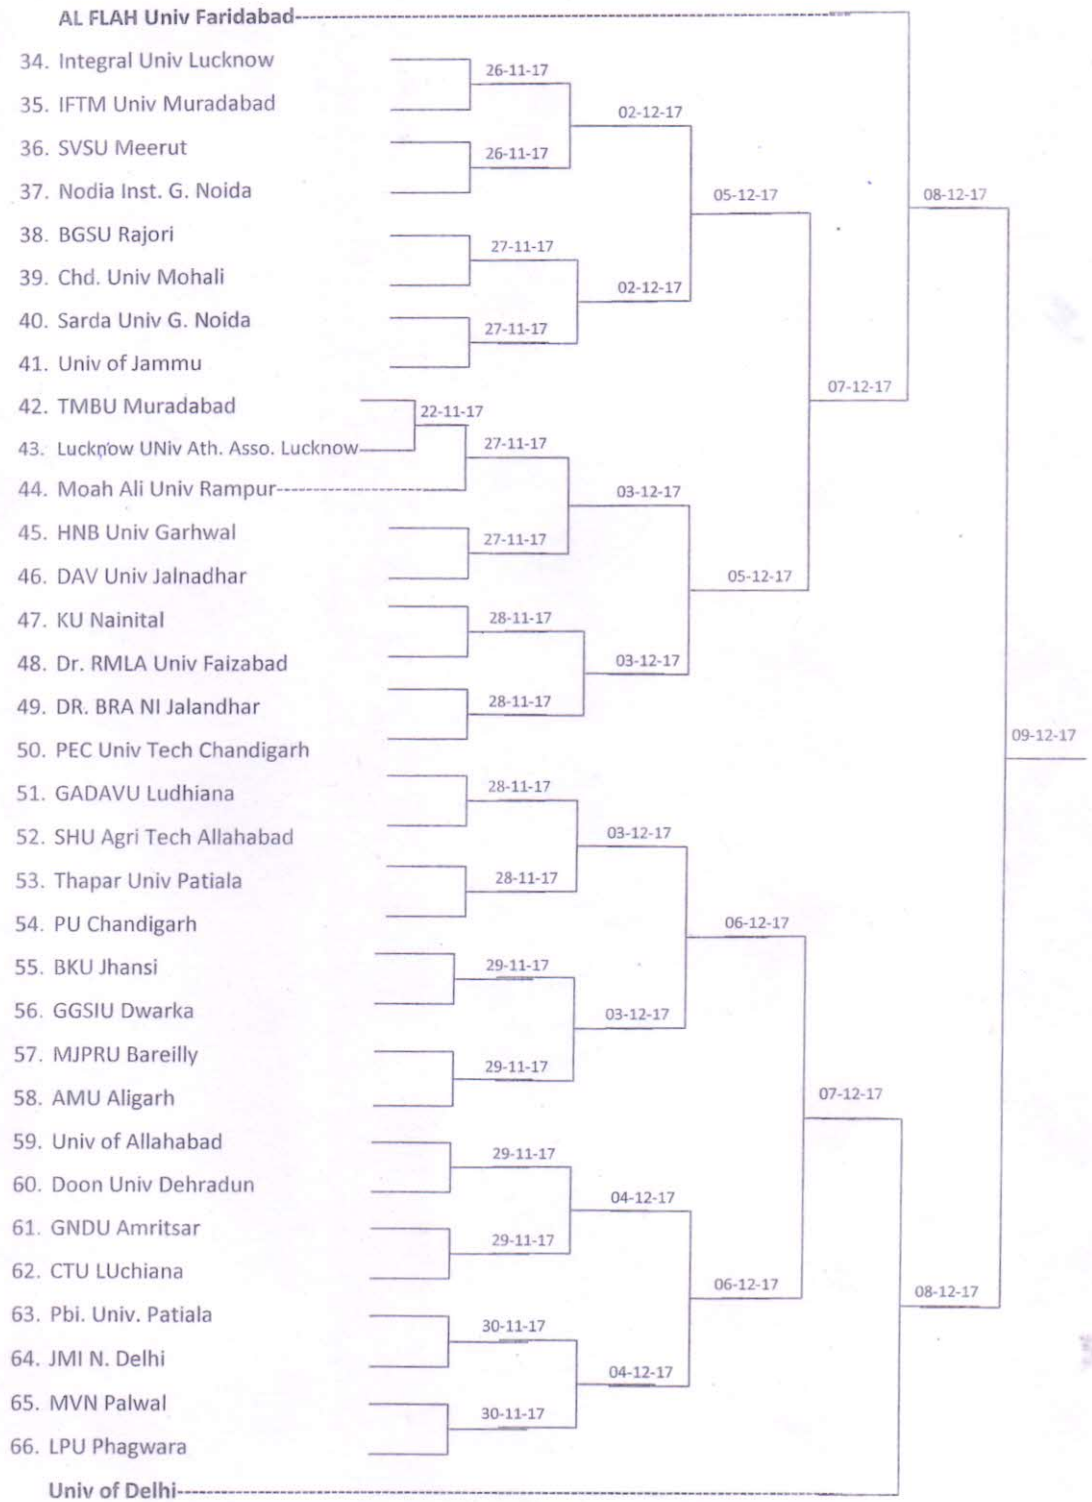 AL FLAH Univ Faridabad
34. Integral Univ Lucknow
26-11-17
35. IFTM Univ Muradabad
02-12-17
36. SVSU Meerut
26-11-17
37. Nodia Inst. G. Noida
05-12-17
08-12-17
38. BGSU Rajori
27-11-17
39. Chd. Univ Mohali
02-12-17
40. Sarda Univ G. Noida
27-11-17
41. Univ of Jammu
07-12-17
42. TMBU Muradabad
22-11-17
43. Lucknow UNiv Ath. Asso. Lucknow
27-11-17
44. Moah Ali Univ Rampur
03-12-17
45. HNB Univ Garhwal
27-11-17
46. DAV Univ Jalnadhar
05-12-17
47. KU Nainital
28-11-17
48. Dr. RMLA Univ Faizabad
03-12-17
49. DR. BRA NI Jalandhar
28-11-17
50. PEC Univ Tech Chandigarh
09-12-17
51. GADAVU Ludhiana
28-11-17
52. SHU Agri Tech Allahabad
03-12-17
53. Thapar Univ Patiala
28-11-17
54. PU Chandigarh
06-12-17
55. BKU Jhansi
29-11-17
56. GGSIU Dwarka
03-12-17
57. MJPRU Bareilly
29-11-17
58. AMU Aligarh
07-12-17
59. Univ of Allahabad
29-11-17
60. Doon Univ Dehradun
04-12-17
61. GNDU Amritsar
29-11-17
62. CTU LUchiana
06-12-17
08-12-17
63. Pbi. Univ. Patiala
30-11-17
64. JMI N. Delhi
04-12-17
65. MVN Palwal
30-11-17
66. LPU Phagwara
Univ of Delhi